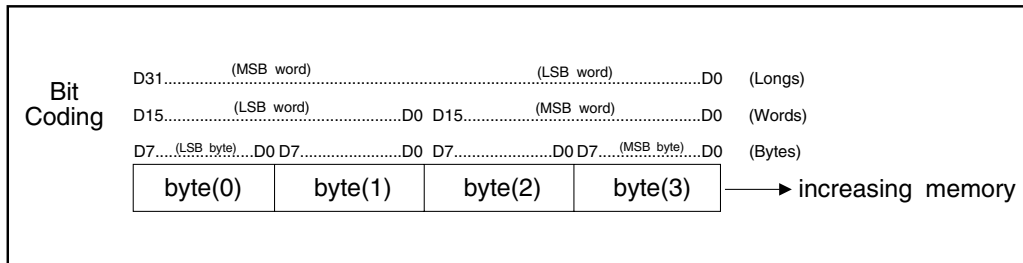 D31 (MSB word) (LSB word) D0 (Longs)
Bit Coding
D15 (LSB word) D0 D15 (MSB word) D0 (Words)
D7 (LSB byte) D0 D7 D0 D7 D0 D7 (MSB byte) D0 (Bytes)
byte(0) byte(1) byte(2) byte(3) increasing memory